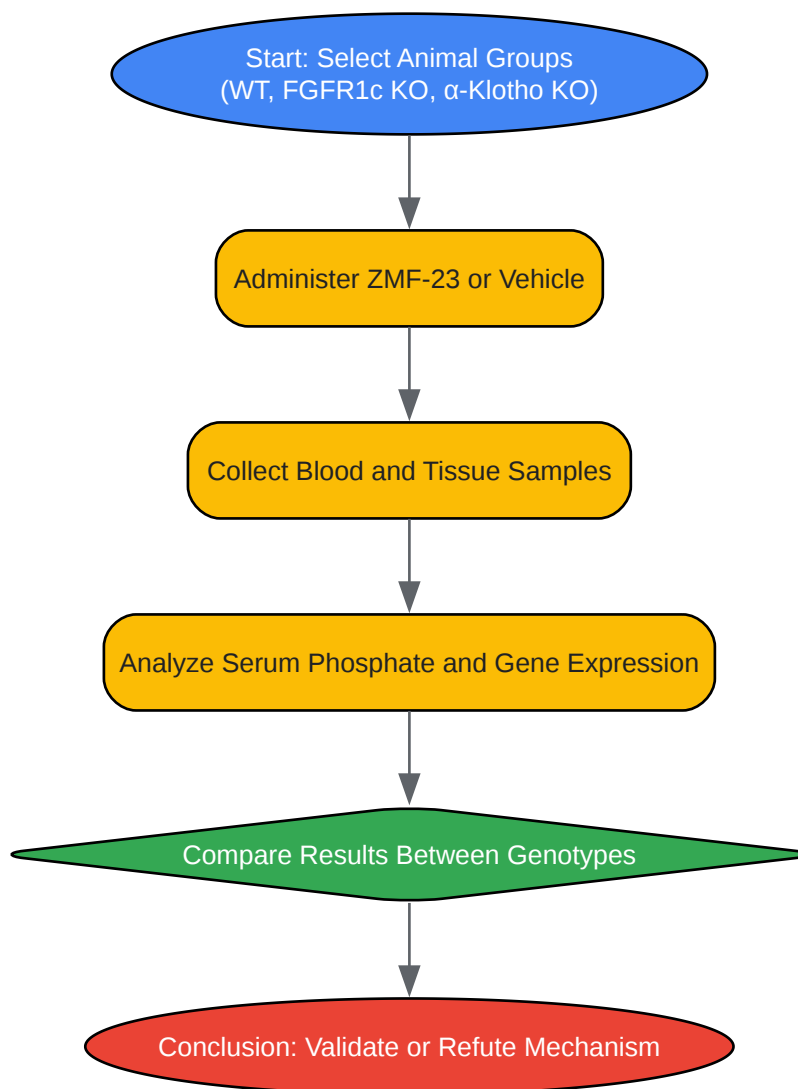 Start: Select Animal Groups
(WT, FGFR1c KO, α-Klotho KO)
Administer ZMF-23 or Vehicle
Collect Blood and Tissue Samples
Analyze Serum Phosphate and Gene Expression
Compare Results Between Genotypes
Conclusion: Validate or Refute Mechanism